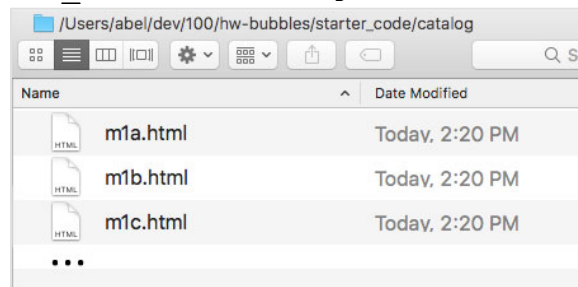 /Users/abel/dev/100/hw-bubbles/starter_code/catalog
S
Name Date Modified
HTML m1a.html Today, 2:20 PM
HTML m1b.html Today, 2:20 PM
HTML m1c.html Today, 2:20 PM
...